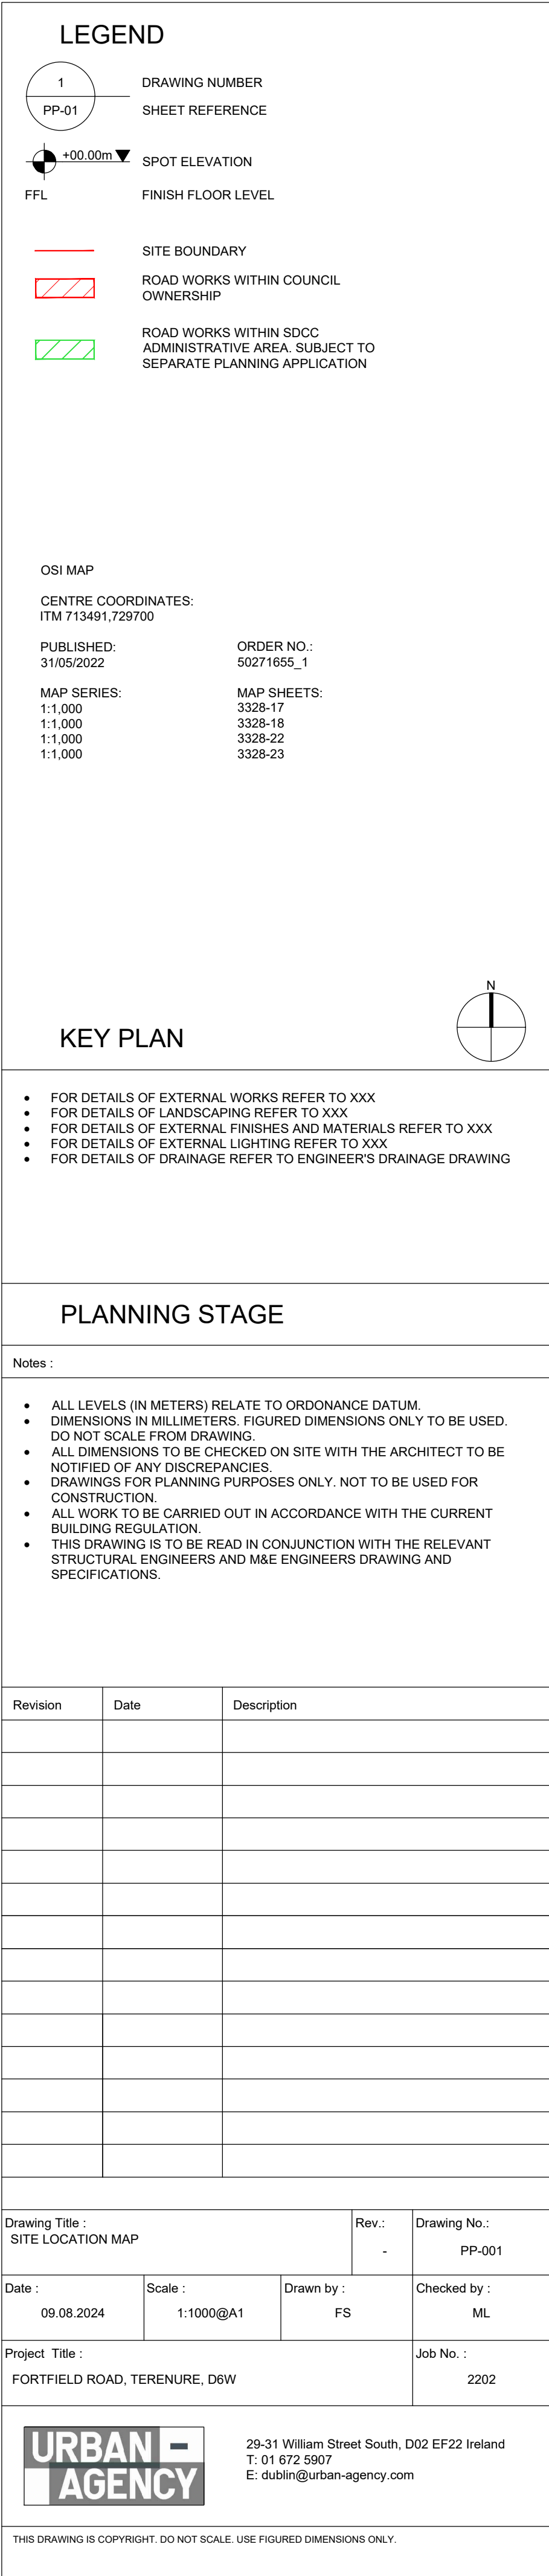 LEGEND
1
DRAWING NUMBER
PP-01
SHEET REFERENCE
+00.00m
SPOT ELEVATION
FFL
FINISH FLOOR LEVEL
SITE BOUNDARY
ROAD WORKS WITHIN COUNCIL
OWNERSHIP
ROAD WORKS WITHIN SDCC
ADMINISTRATIVE AREA. SUBJECT TO
SEPARATE PLANNING APPLICATION
OSI MAP
CENTRE COORDINATES:
ITM 713491,729700
PUBLISHED:
31/05/2022
ORDER NO.:
50271655_1
MAP SERIES:
1:1,000
1:1,000
1:1,000
1:1,000
MAP SHEETS:
3328-17
3328-18
3328-22
3328-23
N
KEY PLAN
• FOR DETAILS OF EXTERNAL WORKS REFER TO XXX
• FOR DETAILS OF LANDSCAPING REFER TO XXX
• FOR DETAILS OF EXTERNAL FINISHES AND MATERIALS REFER TO XXX
• FOR DETAILS OF EXTERNAL LIGHTING REFER TO XXX
• FOR DETAILS OF DRAINAGE REFER TO ENGINEER'S DRAINAGE DRAWING
PLANNING STAGE
Notes :
• ALL LEVELS (IN METERS) RELATE TO ORDONANCE DATUM.
• DIMENSIONS IN MILLIMETERS. FIGURED DIMENSIONS ONLY TO BE USED.
DO NOT SCALE FROM DRAWING.
• ALL DIMENSIONS TO BE CHECKED ON SITE WITH THE ARCHITECT TO BE
NOTIFIED OF ANY DISCREPANCIES.
• DRAWINGS FOR PLANNING PURPOSES ONLY. NOT TO BE USED FOR
CONSTRUCTION.
• ALL WORK TO BE CARRIED OUT IN ACCORDANCE WITH THE CURRENT
BUILDING REGULATION.
• THIS DRAWING IS TO BE READ IN CONJUNCTION WITH THE RELEVANT
STRUCTURAL ENGINEERS AND M&E ENGINEERS DRAWING AND
SPECIFICATIONS.
Revision Date Description
Drawing Title :
SITE LOCATION MAP
Rev.:
-
Drawing No.:
PP-001
Date :
09.08.2024
Scale :
1:1000@A1
Drawn by :
FS
Checked by :
ML
Project Title :
FORTFIELD ROAD, TERENURE, D6W
Job No. :
2202
URBAN -
AGENCY
29-31 William Street South, D02 EF22 Ireland
T: 01 672 5907
E: dublin@urban-agency.com
THIS DRAWING IS COPYRIGHT. DO NOT SCALE. USE FIGURED DIMENSIONS ONLY.